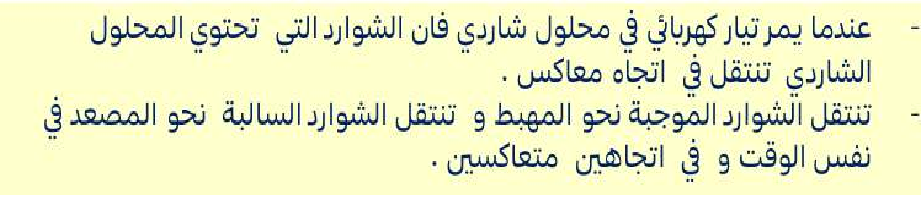 - عندما يمر تيار كهربائي في محلول شاردي فان الشوارد التي تحتوي المحلول
الشاردي تنتقل في اتجاه معاكس .
- تنتقل الشوارد الموجبة نحو المهبط و تنتقل الشوارد السالبة نحو المصعد في
نفس الوقت و في اتجاهين متعاكسين .